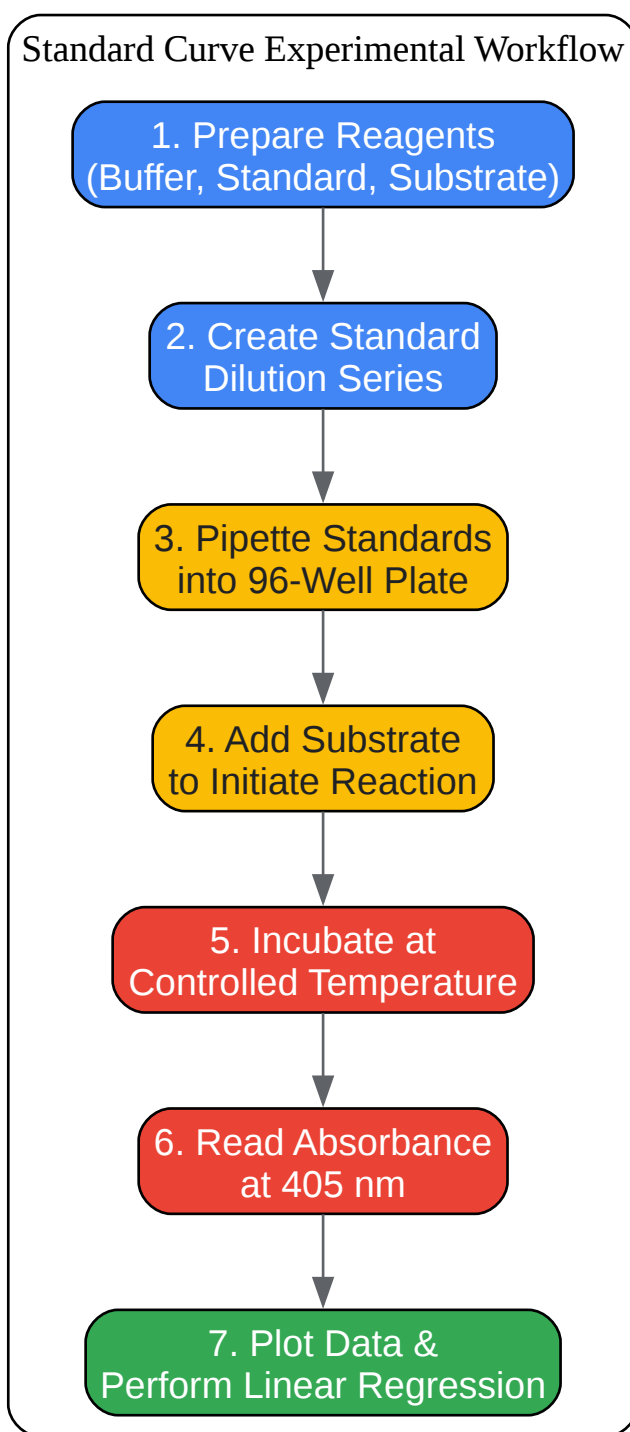 Standard Curve Experimental Workflow
1. Prepare Reagents
(Buffer, Standard, Substrate)
2. Create Standard
Dilution Series
3. Pipette Standards
into 96-Well Plate
4. Add Substrate
to Initiate Reaction
5. Incubate at
Controlled Temperature
6. Read Absorbance
at 405 nm
7. Plot Data &
Perform Linear Regression